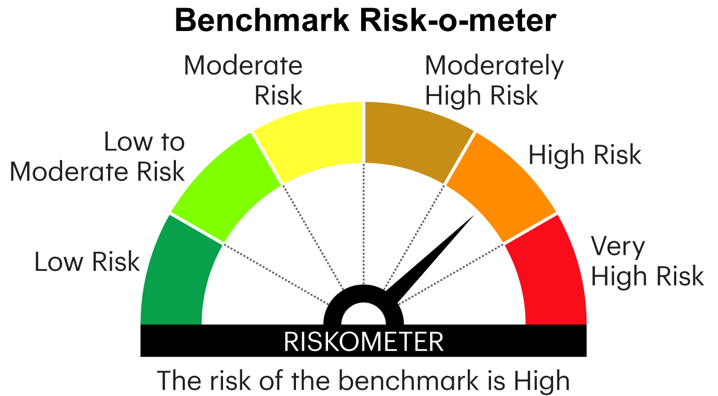 Benchmark Risk-o-meter
Moderate
Risk
Moderately
High Risk
Low to
Moderate Risk
High Risk
Low Risk
Very
High Risk
RISKOMETER
The risk of the benchmark is High